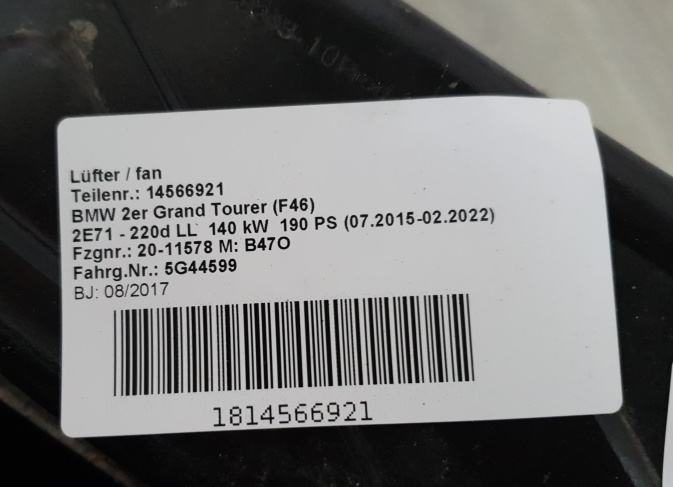 Lüfter / fan
Teilenr.: 14566921
BMW 2er Grand Tourer (F46)
2E71 - 220d LL 140 kW 190 PS (07.2015-02.2022)
Fzgnr.: 20-11578 M: B47O
Fahrg.Nr.: 5G44599
BJ: 08/2017
1814566921